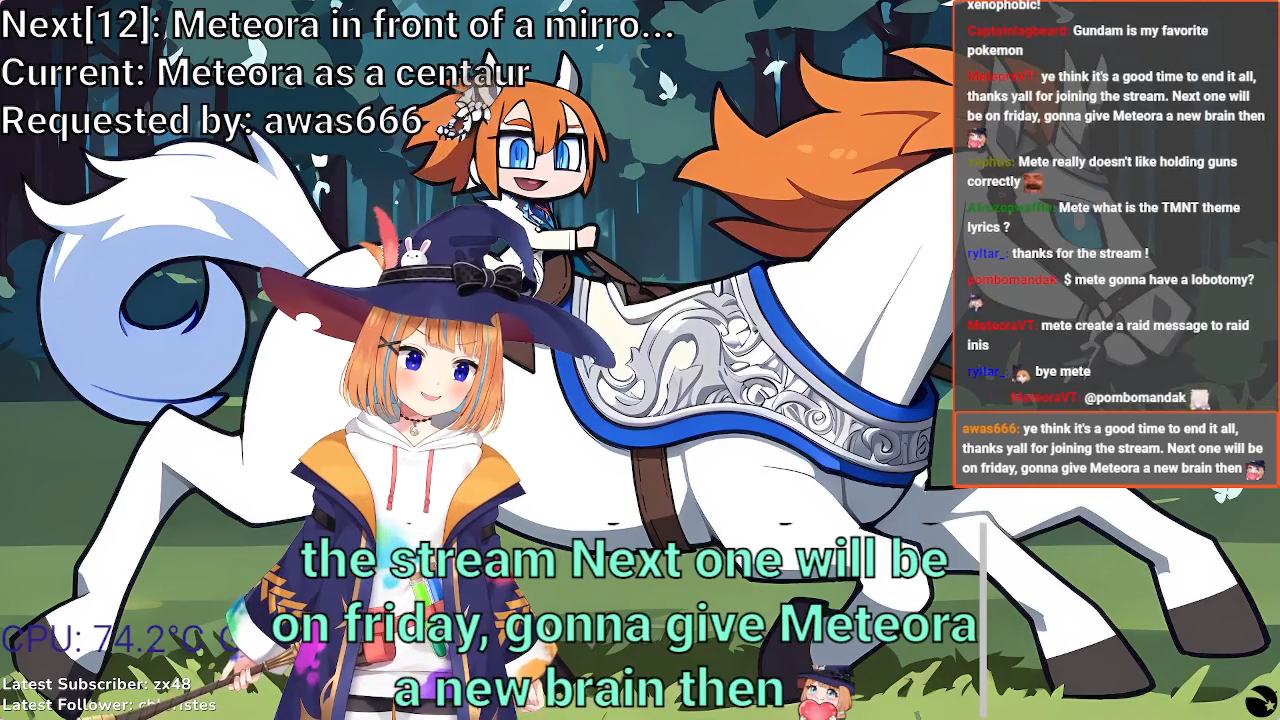 Next[12]: Meteora in front of a mirro...
Current: Meteora as a centaur
Requested by: awas666
xenophobic!
Captainlagbeard: Gundam is my favorite
pokemon
MeteoraVT: ye think it's a good time to end it all,
thanks yall for joining the stream. Next one will
be on friday, gonna give Meteora a new brain then
Mete really doesn't like holding guns
correctly
Mete what is the TMNT theme
lyrics ?
ryltar_: thanks for the stream !
pombomandak: $ mete gonna have a lobotomy?
MeteoraVT: mete create a raid message to raid
inis
ryltar_: bye mete
MeteoraVT: @pombomandak
awas666: ye think it's a good time to end it all,
thanks yall for joining the stream. Next one will be
on friday, gonna give Meteora a new brain then
the stream Next one will be
on friday, gonna give Meteora
a new brain then
CPU: 74.2°C
Latest Subscriber: zx48
Latest Follower: